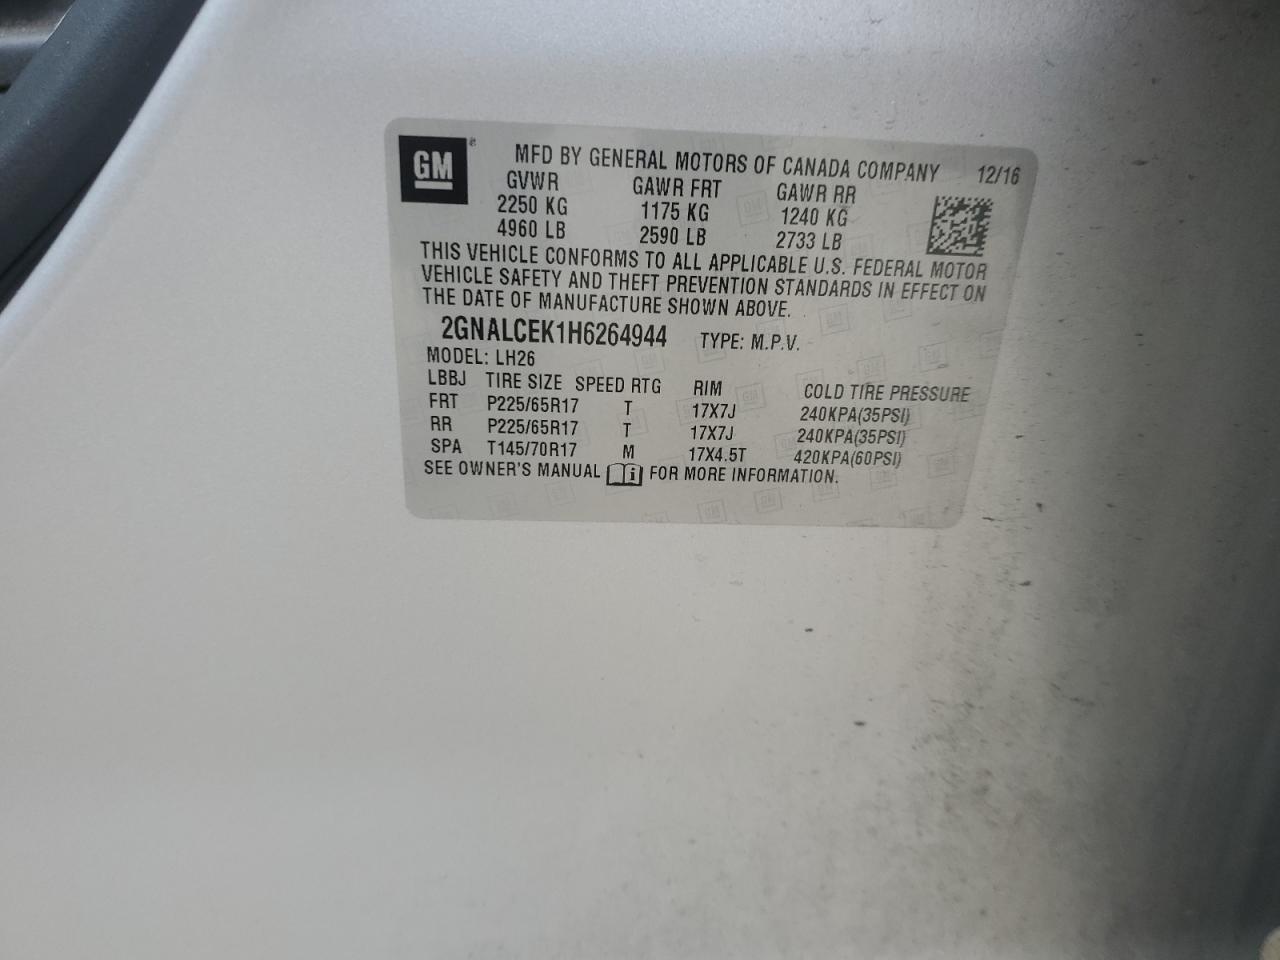 GM
MFD BY GENERAL MOTORS OF CANADA COMPANY 12/16
GVWR GAWR FRT GAWR RR
2250 KG 1175 KG 1240 KG
4960 LB 2590 LB 2733 LB
THIS VEHICLE CONFORMS TO ALL APPLICABLE U.S. FEDERAL MOTOR
VEHICLE SAFETY AND THEFT PREVENTION STANDARDS IN EFFECT ON
THE DATE OF MANUFACTURE SHOWN ABOVE.
2GNALCEK1H6264944 TYPE: M.P.V.
MODEL: LH26
LBBJ TIRE SIZE SPEED RTG RIM COLD TIRE PRESSURE
FRT P225/65R17 T 17X7J 240KPA(35PSI)
RR P225/65R17 T 17X7J 240KPA(35PSI)
SPA T145/70R17 M 17X4.5T 420KPA(60PSI)
SEE OWNER'S MANUAL i FOR MORE INFORMATION.